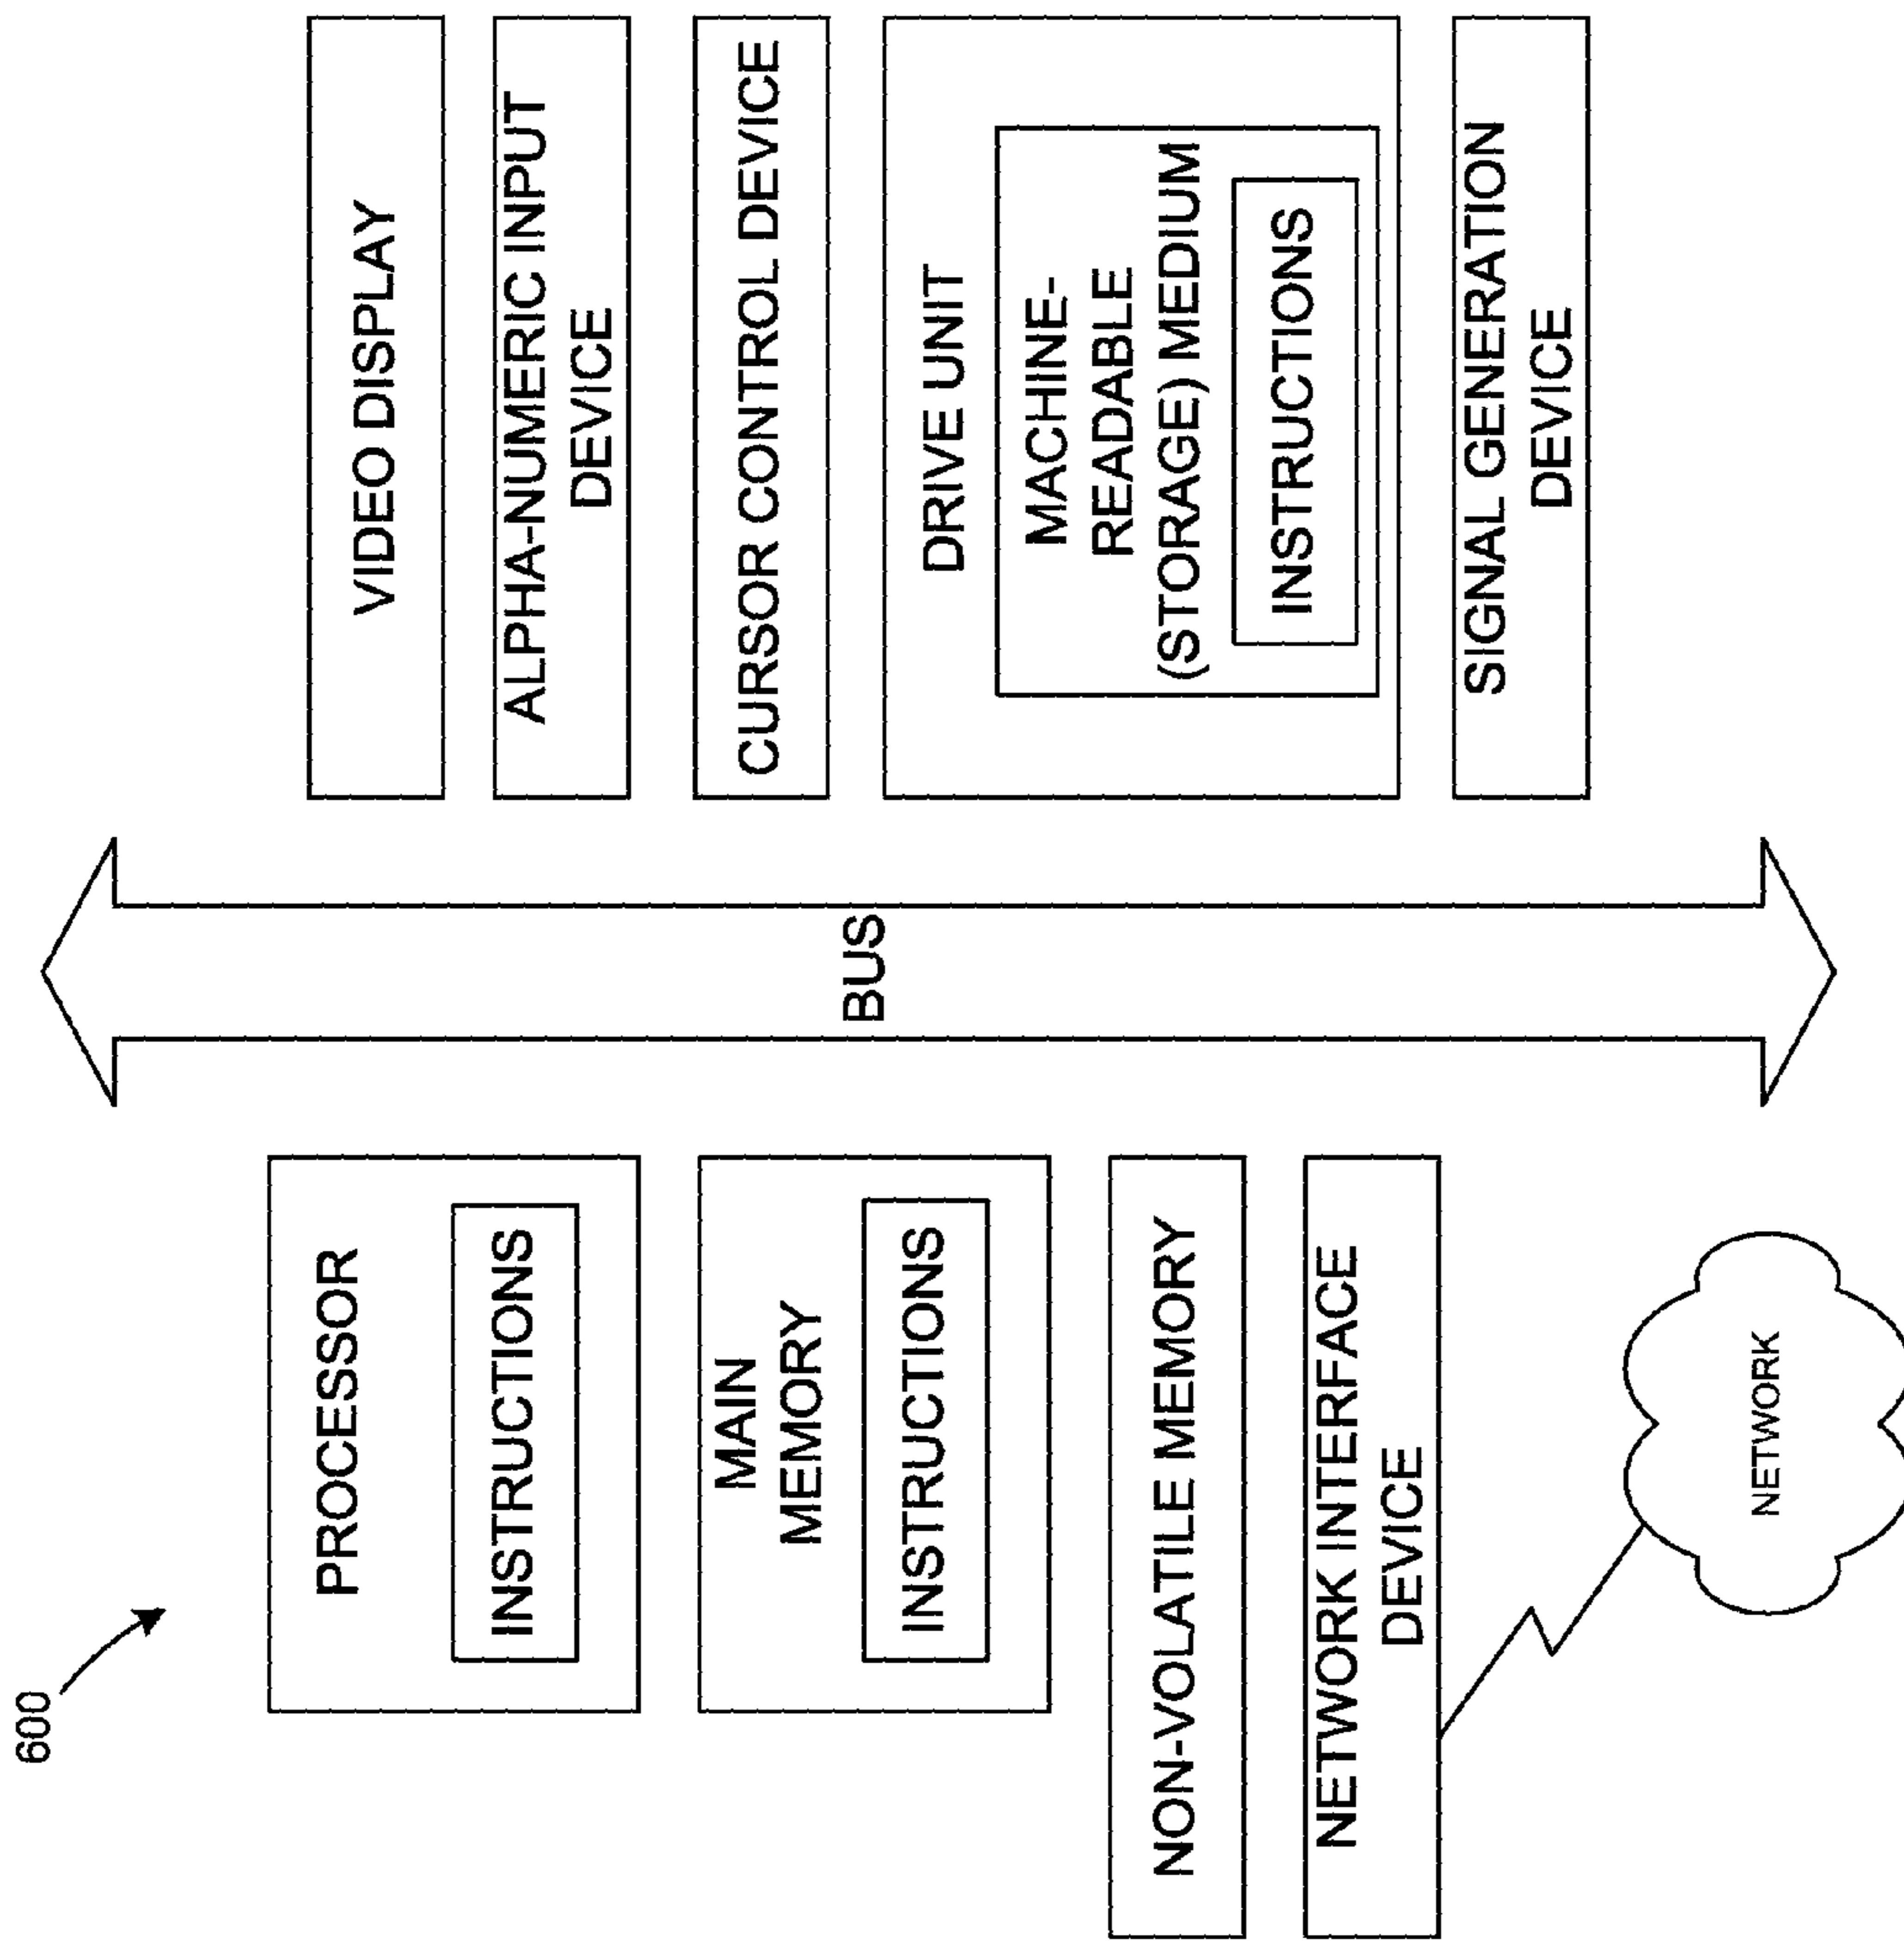 600
PROCESSOR
INSTRUCTIONS
MAIN
MEMORY
INSTRUCTIONS
NON-VOLATILE MEMORY
NETWORK INTERFACE
DEVICE
NETWORK
BUS
VIDEO DISPLAY
ALPHA-NUMERIC INPUT
DEVICE
CURSOR CONTROL DEVICE
DRIVE UNIT
MACHINE-
READABLE
(STORAGE) MEDIUM
INSTRUCTIONS
SIGNAL GENERATION
DEVICE